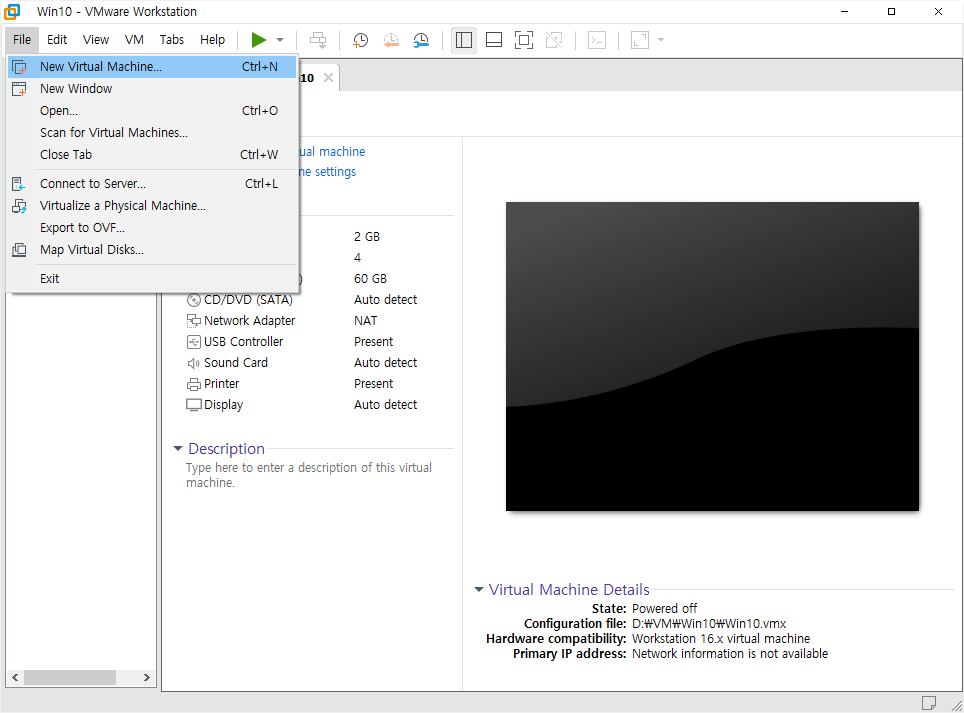 Win10 - VMware Workstation
File Edit View VM Tabs Help
New Virtual Machine... Ctrl+N
New Window
Open... Ctrl+O
Scan for Virtual Machines...
Close Tab Ctrl+W
Connect to Server... Ctrl+L
Virtualize a Physical Machine...
Export to OVF...
Map Virtual Disks...
Exit
10
machine
settings
2 GB
4
) 60 GB
CD/DVD (SATA) Auto detect
Network Adapter NAT
USB Controller Present
Sound Card Auto detect
Printer Present
Display Auto detect
Description
Type here to enter a description of this virtual
machine.
Virtual Machine Details
State: Powered off
Configuration file: D:₩VM₩Win10₩Win10.vmx
Hardware compatibility: Workstation 16.x virtual machine
Primary IP address: Network information is not available